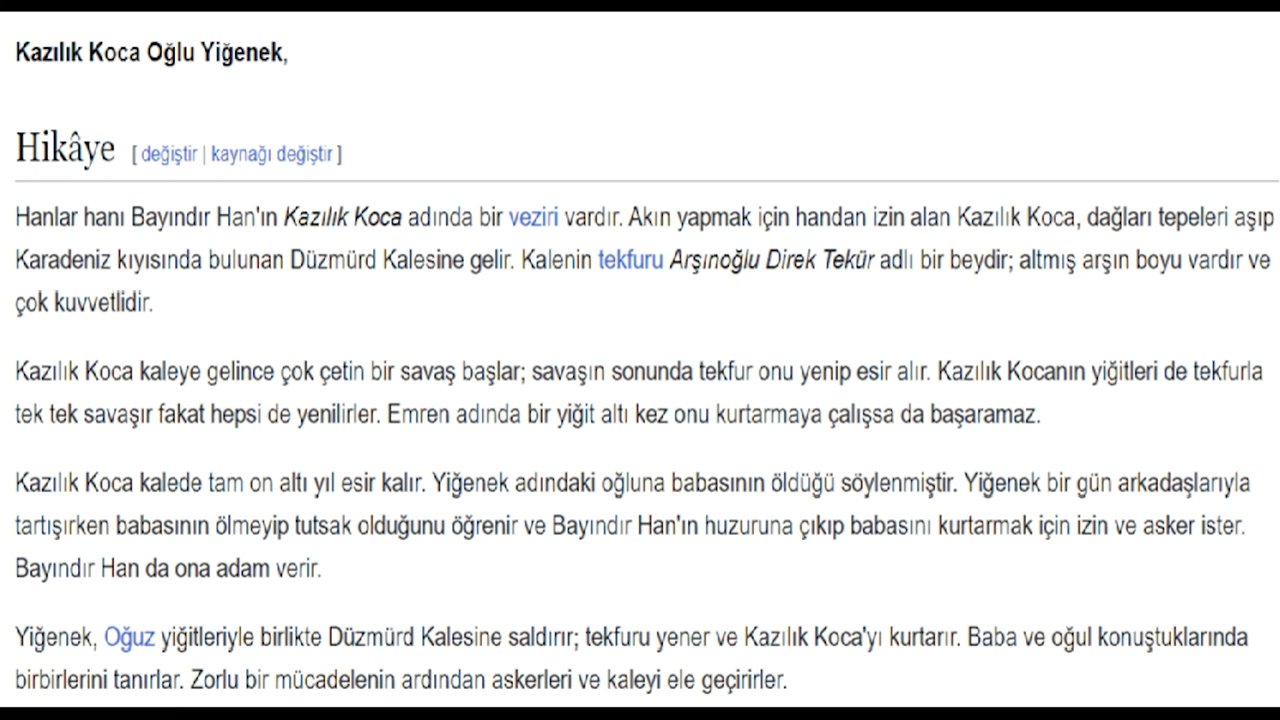 Kazılık Koca Oğlu Yiğenek,
Hikâye [ değiştir | kaynağı değiştir ]
Hanlar hanı Bayındır Han'ın Kazılık Koca adında bir veziri vardır. Akın yapmak için handan izin alan Kazılık Koca, dağları tepeleri aşıp
Karadeniz kıyısında bulunan Düzmürd Kalesine gelir. Kalenin tekfuru Arşınoğlu Direk Tekür adlı bir beydir; altmış arşın boyu vardır ve
çok kuvvetlidir.
Kazılık Koca kaleye gelince çok çetin bir savaş başlar; savaşın sonunda tekfur onu yenip esir alır. Kazılık Kocanın yiğitleri de tekfurla
tek tek savaşır fakat hepsi de yenilirler. Emren adında bir yiğit altı kez onu kurtarmaya çalışsa da başaramaz.
Kazılık Koca kalede tam on altı yıl esir kalır. Yiğenek adındaki oğluna babasının öldüğü söylenmiştir. Yiğenek bir gün arkadaşlarıyla
tartışırken babasının ölmeyip tutsak olduğunu öğrenir ve Bayındır Han'ın huzuruna çıkıp babasını kurtarmak için izin ve asker ister.
Bayındır Han da ona adam verir.
Yiğenek, Oğuz yiğitleriyle birlikte Düzmürd Kalesine saldırır; tekfuru yener ve Kazılık Koca'yı kurtarır. Baba ve oğul konuştuklarında
birbirlerini tanırlar. Zorlu bir mücadelenin ardından askerleri ve kaleyi ele geçirirler.